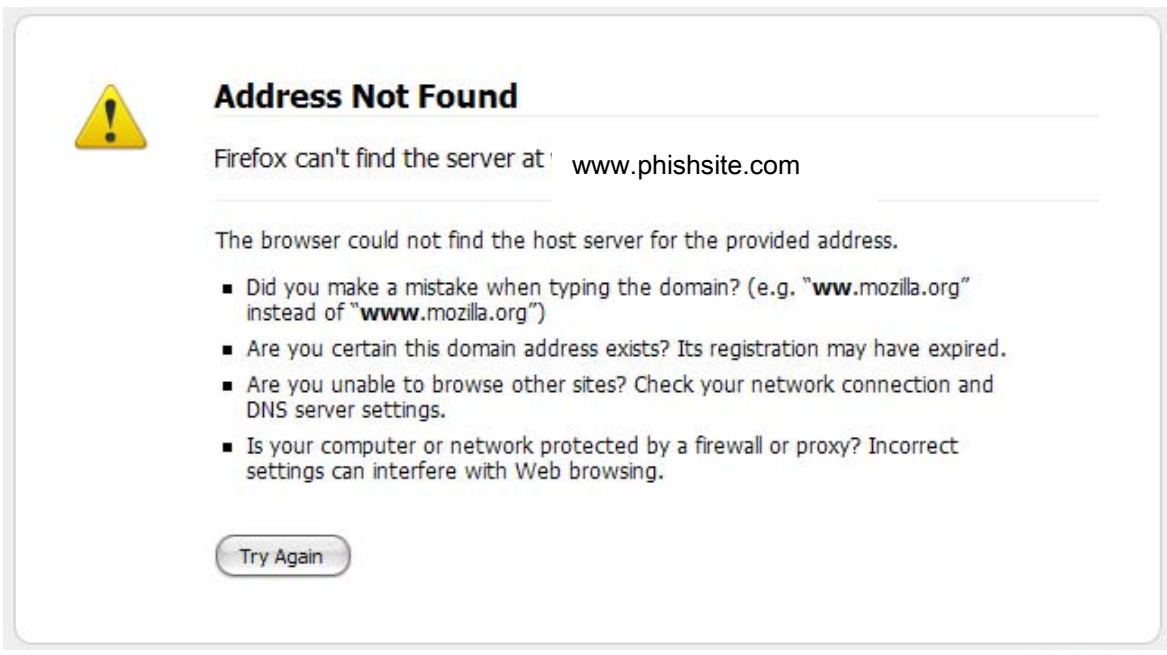 Address Not Found
Firefox can't find the server at www.phishsite.com
The browser could not find the host server for the provided address.
▪ Did you make a mistake when typing the domain? (e.g. “ww.mozilla.org”
instead of “www.mozilla.org”)
▪ Are you certain this domain address exists? Its registration may have expired.
▪ Are you unable to browse other sites? Check your network connection and
DNS server settings.
▪ Is your computer or network protected by a firewall or proxy? Incorrect
settings can interfere with Web browsing.
Try Again